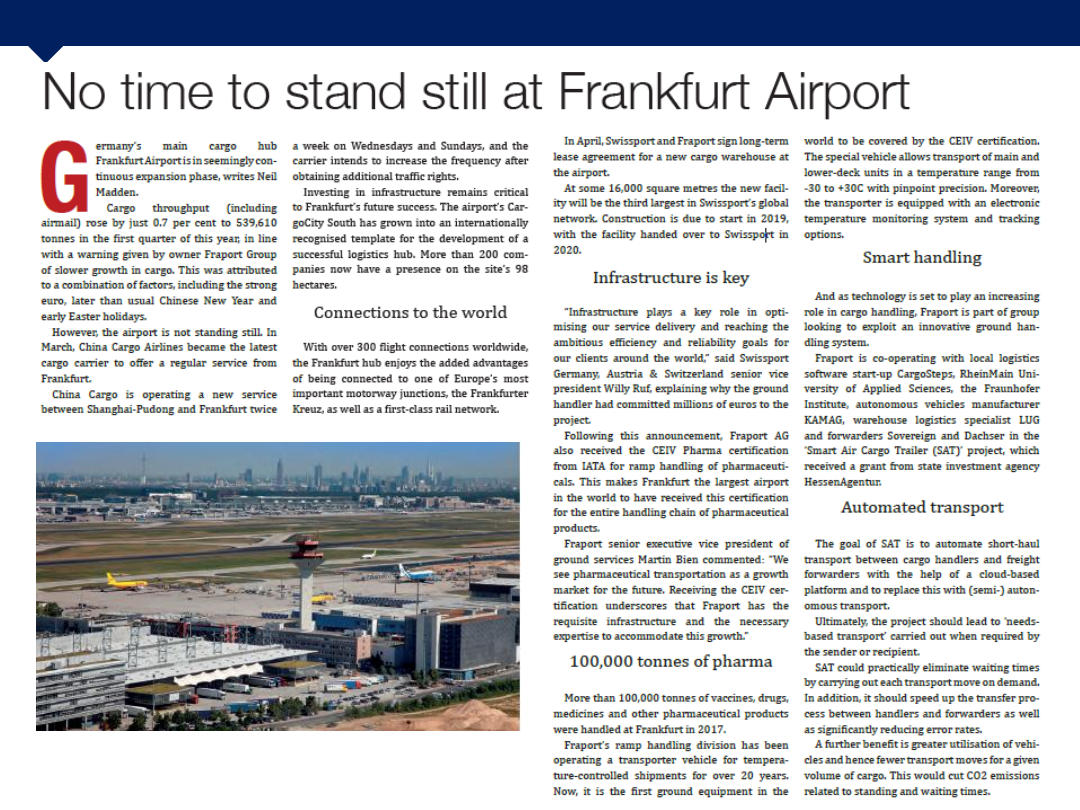 No time to stand still at Frankfurt Airport
Germany's main cargo hub
Frankfurt Airport is in seemingly con-
tinuous expansion phase, writes Neil
Madden.
Cargo throughput (including
airmail) rose by just 0.7 per cent to 539,610
tonnes in the first quarter of this year, in line
with a warning given by owner Fraport Group
of slower growth in cargo. This was attributed
to a combination of factors, including the strong
euro, later than usual Chinese New Year and
early Easter holidays.
However, the airport is not standing still. In
March, China Cargo Airlines became the latest
cargo carrier to offer a regular service from
Frankfurt.
China Cargo is operating a new service
between Shanghai-Pudong and Frankfurt twice
a week on Wednesdays and Sundays, and the
carrier intends to increase the frequency after
obtaining additional traffic rights.
Investing in infrastructure remains critical
to Frankfurt's future success. The airport's Car-
goCity South has grown into an internationally
recognised template for the development of a
successful logistics hub. More than 200 com-
panies now have a presence on the site's 98
hectares.
Connections to the world
With over 300 flight connections worldwide,
the Frankfurt hub enjoys the added advantages
of being connected to one of Europe's most
important motorway junctions, the Frankfurter
Kreuz, as well as a first-class rail network.
In April, Swissport and Fraport sign long-term
lease agreement for a new cargo warehouse at
the airport.
At some 16,000 square metres the new facil-
ity will be the third largest in Swissport's global
network. Construction is due to start in 2019,
with the facility handed over to Swissport in
2020.
Infrastructure is key
"Infrastructure plays a key role in opti-
mising our service delivery and reaching the
ambitious efficiency and reliability goals for
our clients around the world," said Swissport
Germany, Austria & Switzerland senior vice
president Willy Ruf, explaining why the ground
handler had committed millions of euros to the
project.
Following this announcement, Fraport AG
also received the CEIV Pharma certification
from IATA for ramp handling of pharmaceuti-
cals. This makes Frankfurt the largest airport
in the world to have received this certification
for the entire handling chain of pharmaceutical
products.
Fraport senior executive vice president of
ground services Martin Bien commented: "We
see pharmaceutical transportation as a growth
market for the future. Receiving the CEIV cer-
tification underscores that Fraport has the
requisite infrastructure and the necessary
expertise to accommodate this growth."
100,000 tonnes of pharma
More than 100,000 tonnes of vaccines, drugs,
medicines and other pharmaceutical products
were handled at Frankfurt in 2017.
Fraport's ramp handling division has been
operating a transporter vehicle for tempera-
ture-controlled shipments for over 20 years.
Now, it is the first ground equipment in the
world to be covered by the CEIV certification.
The special vehicle allows transport of main and
lower-deck units in a temperature range from
-30 to +30C with pinpoint precision. Moreover,
the transporter is equipped with an electronic
temperature monitoring system and tracking
options.
Smart handling
And as technology is set to play an increasing
role in cargo handling, Fraport is part of group
looking to exploit an innovative ground han-
dling system.
Fraport is co-operating with local logistics
software start-up CargoSteps, RheinMain Uni-
versity of Applied Sciences, the Fraunhofer
Institute, autonomous vehicles manufacturer
KAMAG, warehouse logistics specialist LUG
and forwarders Sovereign and Dachser in the
'Smart Air Cargo Trailer (SAT)' project, which
received a grant from state investment agency
HessenAgentur.
Automated transport
The goal of SAT is to automate short-haul
transport between cargo handlers and freight
forwarders with the help of a cloud-based
platform and to replace this with (semi-) auton-
omous transport.
Ultimately, the project should lead to 'needs-
based transport' carried out when required by
the sender or recipient.
SAT could practically eliminate waiting times
by carrying out each transport move on demand.
In addition, it should speed up the transfer pro-
cess between handlers and forwarders as well
as significantly reducing error rates.
A further benefit is greater utilisation of vehi-
cles and hence fewer transport moves for a given
volume of cargo. This would cut CO2 emissions
related to standing and waiting times.